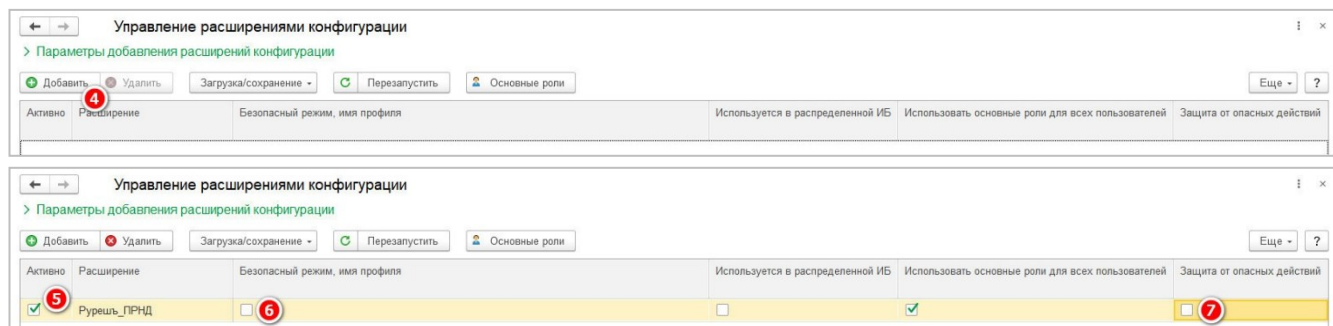 Управление расширениями конфигурации
Параметры добавления расширений конфигурации
Добавить Удалить Загрузка/сохранение Перезапустить Основные роли Еще ?
4
Активно Расширение Безопасный режим, имя профиля Используется в распределенной ИБ Использовать основные роли для всех пользователей Защита от опасных действий
Управление расширениями конфигурации
Параметры добавления расширений конфигурации
Добавить Удалить Загрузка/сохранение Перезапустить Основные роли Еще ?
Активно Расширение Безопасный режим, имя профиля Используется в распределенной ИБ Использовать основные роли для всех пользователей Защита от опасных действий
5 Рурешъ_ПРНД 6 7